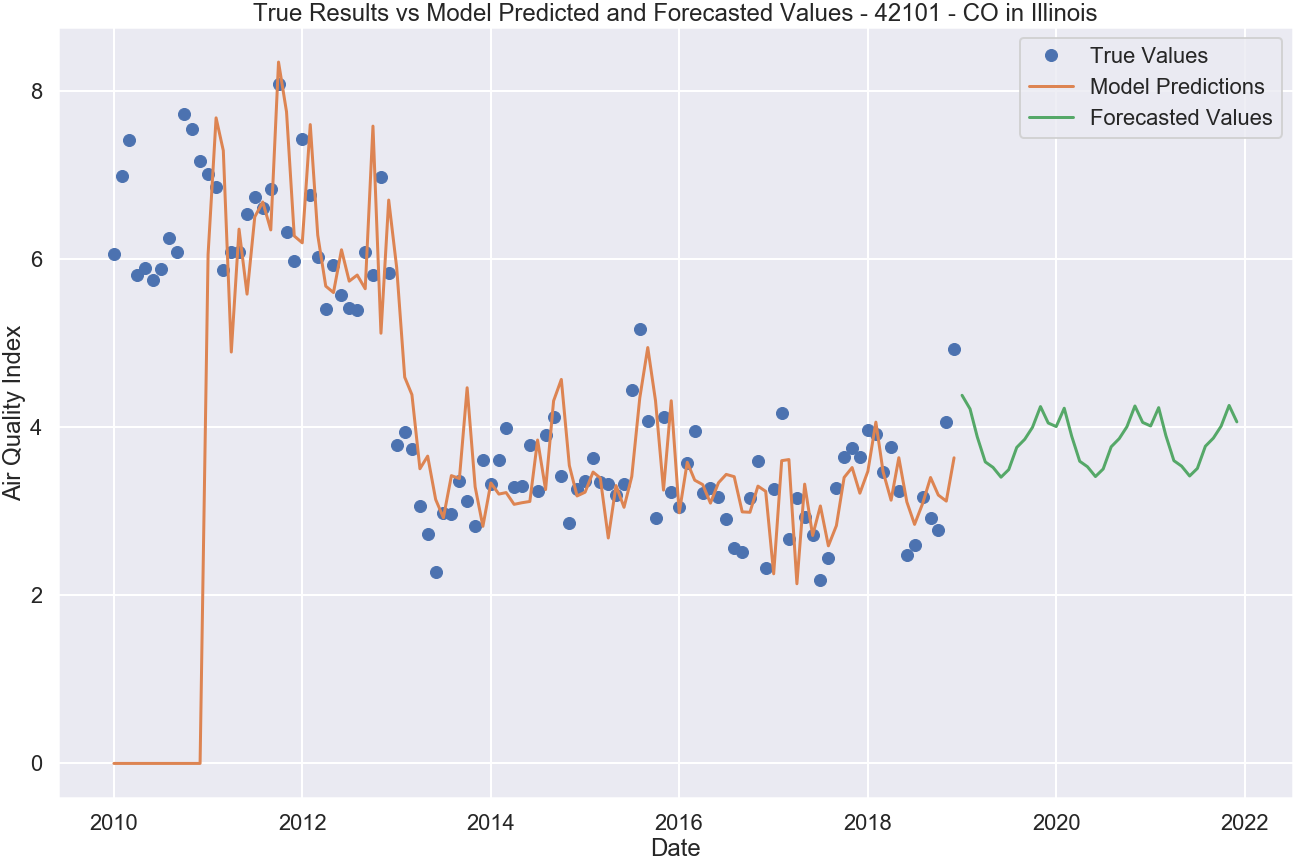 True Results vs Model Predicted and Forecasted Values - 42101 - CO in Illinois
True Values
Model Predictions
Forecasted Values
Air Quality Index
8
6
4
2
0
2010 2012 2014 2016 2018 2020 2022
Date